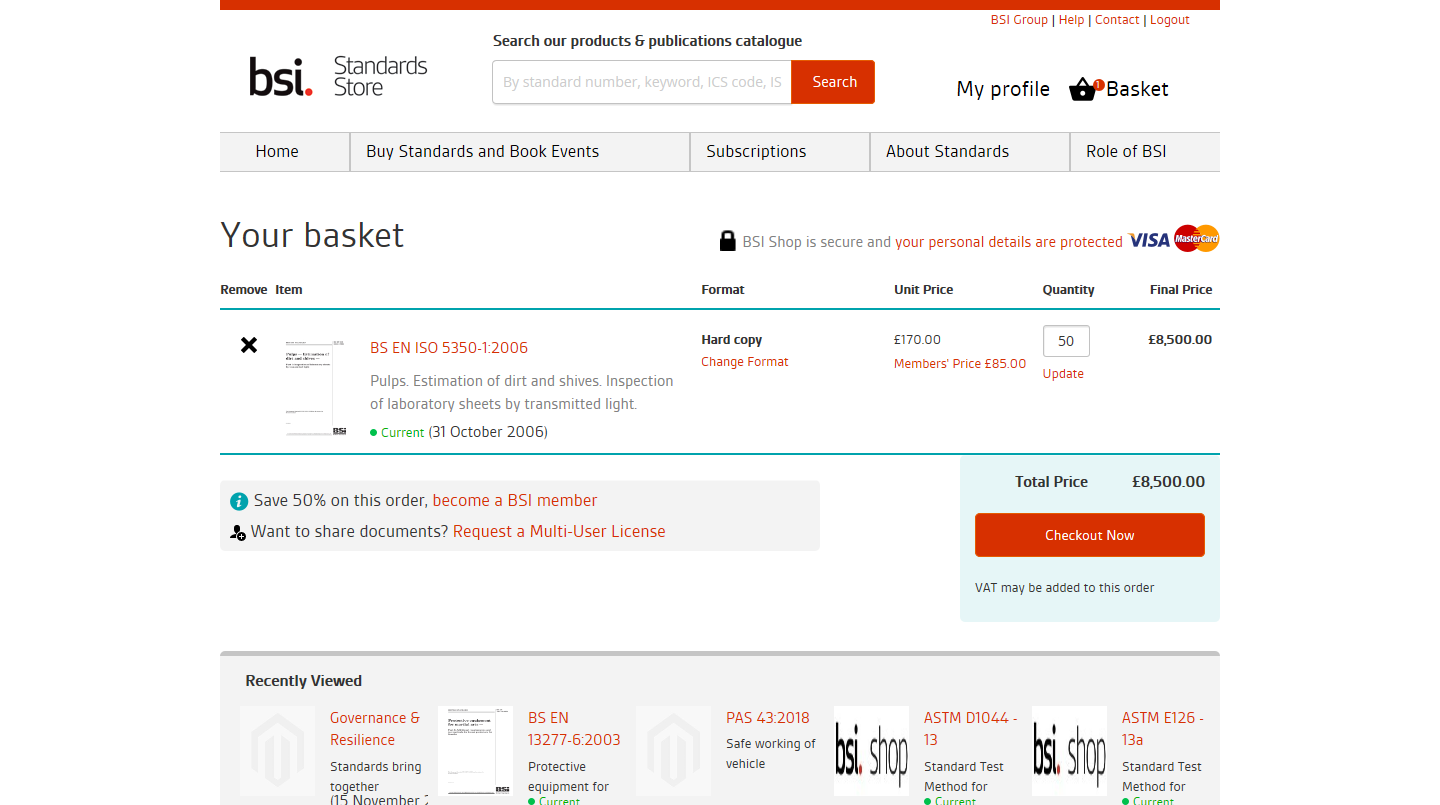 BSI Group | Help | Contact | Logout
Search our products & publications catalogue
bsi. Standards Store
By standard number, keyword, ICS code, IS
Search
My profile
1
Basket
Home
Buy Standards and Book Events
Subscriptions
About Standards
Role of BSI
Your basket
BSI Shop is secure and your personal details are protected
VISA
MasterCard
Remove Item Format Unit Price Quantity Final Price
BS EN ISO 5350-1:2006
Pulps. Estimation of dirt and shives. Inspection
of laboratory sheets by transmitted light.
Current (31 October 2006)
Hard copy
Change Format
£170.00
Members' Price £85.00
50
Update
£8,500.00
BSI
Save 50% on this order, become a BSI member
Want to share documents? Request a Multi-User License
Total Price £8,500.00
Checkout Now
VAT may be added to this order
Recently Viewed
Governance &
Resilience
Standards bring
together
(15 November 2
BSI
BS EN
13277-6:2003
Protective
equipment for
Current
PAS 43:2018
Safe working of
vehicle
bsi. shop
ASTM D1044 -
13
Standard Test
Method for
Current
bsi. shop
ASTM E126 -
13a
Standard Test
Method for
Current